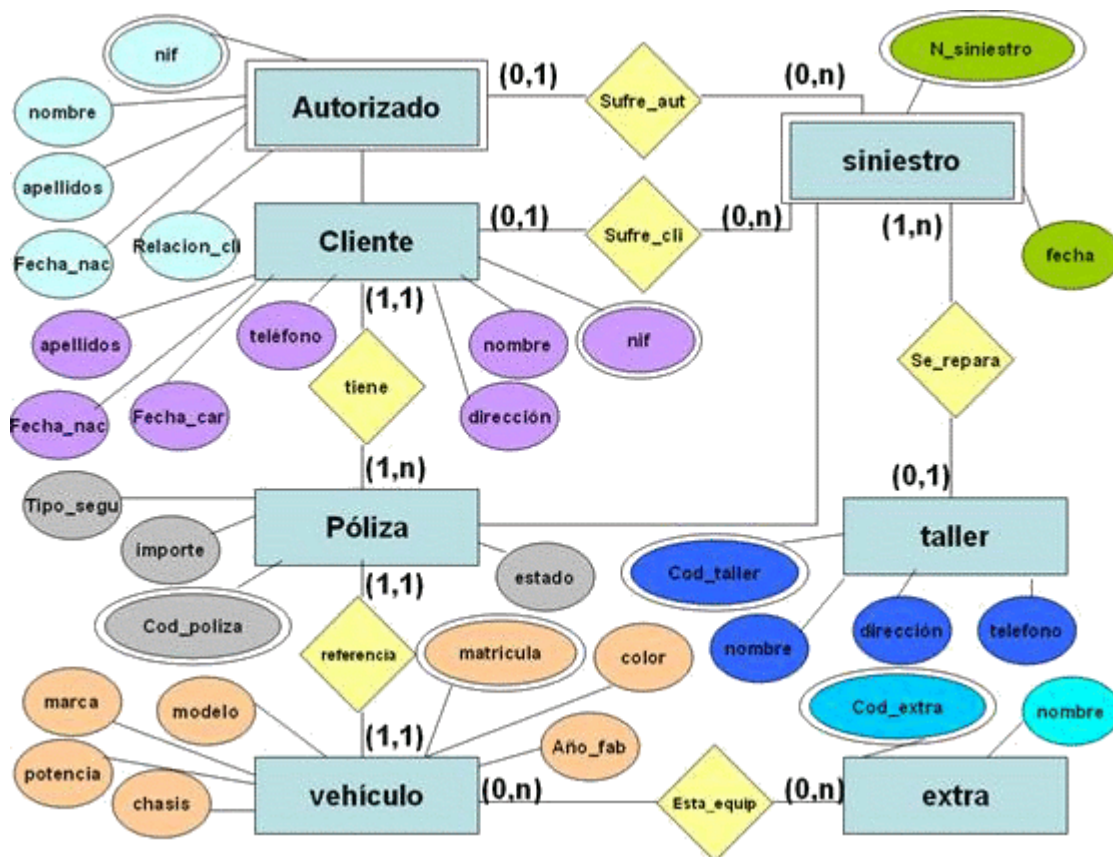 nif
N_siniestro
(0,1)
(0,n)
Sufre_aut
nombre
Autorizado
siniestro
apellidos
(0,1)
(0,n)
(1,n)
Sufre_cli
Cliente
Relacion_cli
Fecha_nac
fecha
(1,1)
apellidos
teléfono
nombre
nif
Se_repara
tiene
Fecha_nac
Fecha_car
dirección
(1,n)
(0,1)
Tipo_segu
Póliza
taller
importe
Cod_taller
estado
(1,1)
Cod_poliza
nombre
dirección
telefono
referencia
matricula
color
marca
modelo
Cod_extra
nombre
(1,1)
Año_fab
potencia
chasis
vehículo
(0,n)
Esta_equip
(0,n)
extra